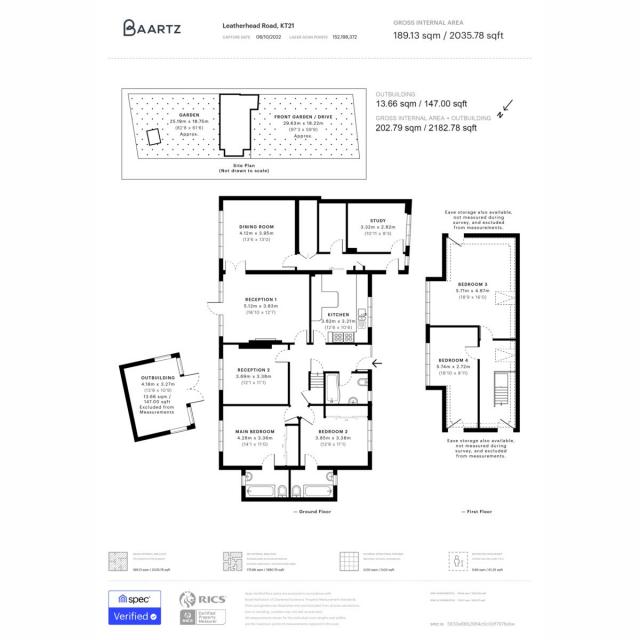 BAARTZ
Leatherhead Road, KT21
CAPTURE DATE 06/10/2022 LASER SCAN POINTS 152,188,372
GROSS INTERNAL AREA
189.13 sqm / 2035.78 sqft
OUTBUILDING
13.66 sqm / 147.00 sqft
GROSS INTERNAL AREA + OUTBUILDING
202.79 sqm / 2182.78 sqft
N
GARDEN
25.19m x 18.75m
(82'8 x 61'6)
Approx.
FRONT GARDEN / DRIVE
29.63m x 18.22m
(97'3 x 59'9)
Approx.
Site Plan
(Not drawn to scale)
DINING ROOM
4.12m x 3.95m
(13'6 x 13'0)
STUDY
3.32m x 2.82m
(10'11 x 9'3)
RECEPTION 1
5.12m x 3.83m
(16'10 x 12'7)
KITCHEN
3.82m x 3.21m
(12'6 x 10'6)
RECEPTION 2
3.69m x 3.38m
(12'1 x 11'1)
MAIN BEDROOM
4.28m x 3.36m
(14'1 x 11'0)
BEDROOM 2
3.85m x 3.38m
(12'8 x 11'1)
OUTBUILDING
4.18m x 3.27m
(13'9 x 10'9)
13.66 sqm /
147.00 sqft
Excluded from
Measurements
Eave storage also available,
not measured during
survey, and excluded
from measurements.
BEDROOM 3
5.71m x 4.87m
(18'9 x 16'0)
BEDROOM 4
5.74m x 2.72m
(18'10 x 8'11)
Eave storage also available,
not measured during
survey, and excluded
from measurements.
— Ground Floor
— First Floor
spec
Verified
RICS
Certified
Property
Measurer